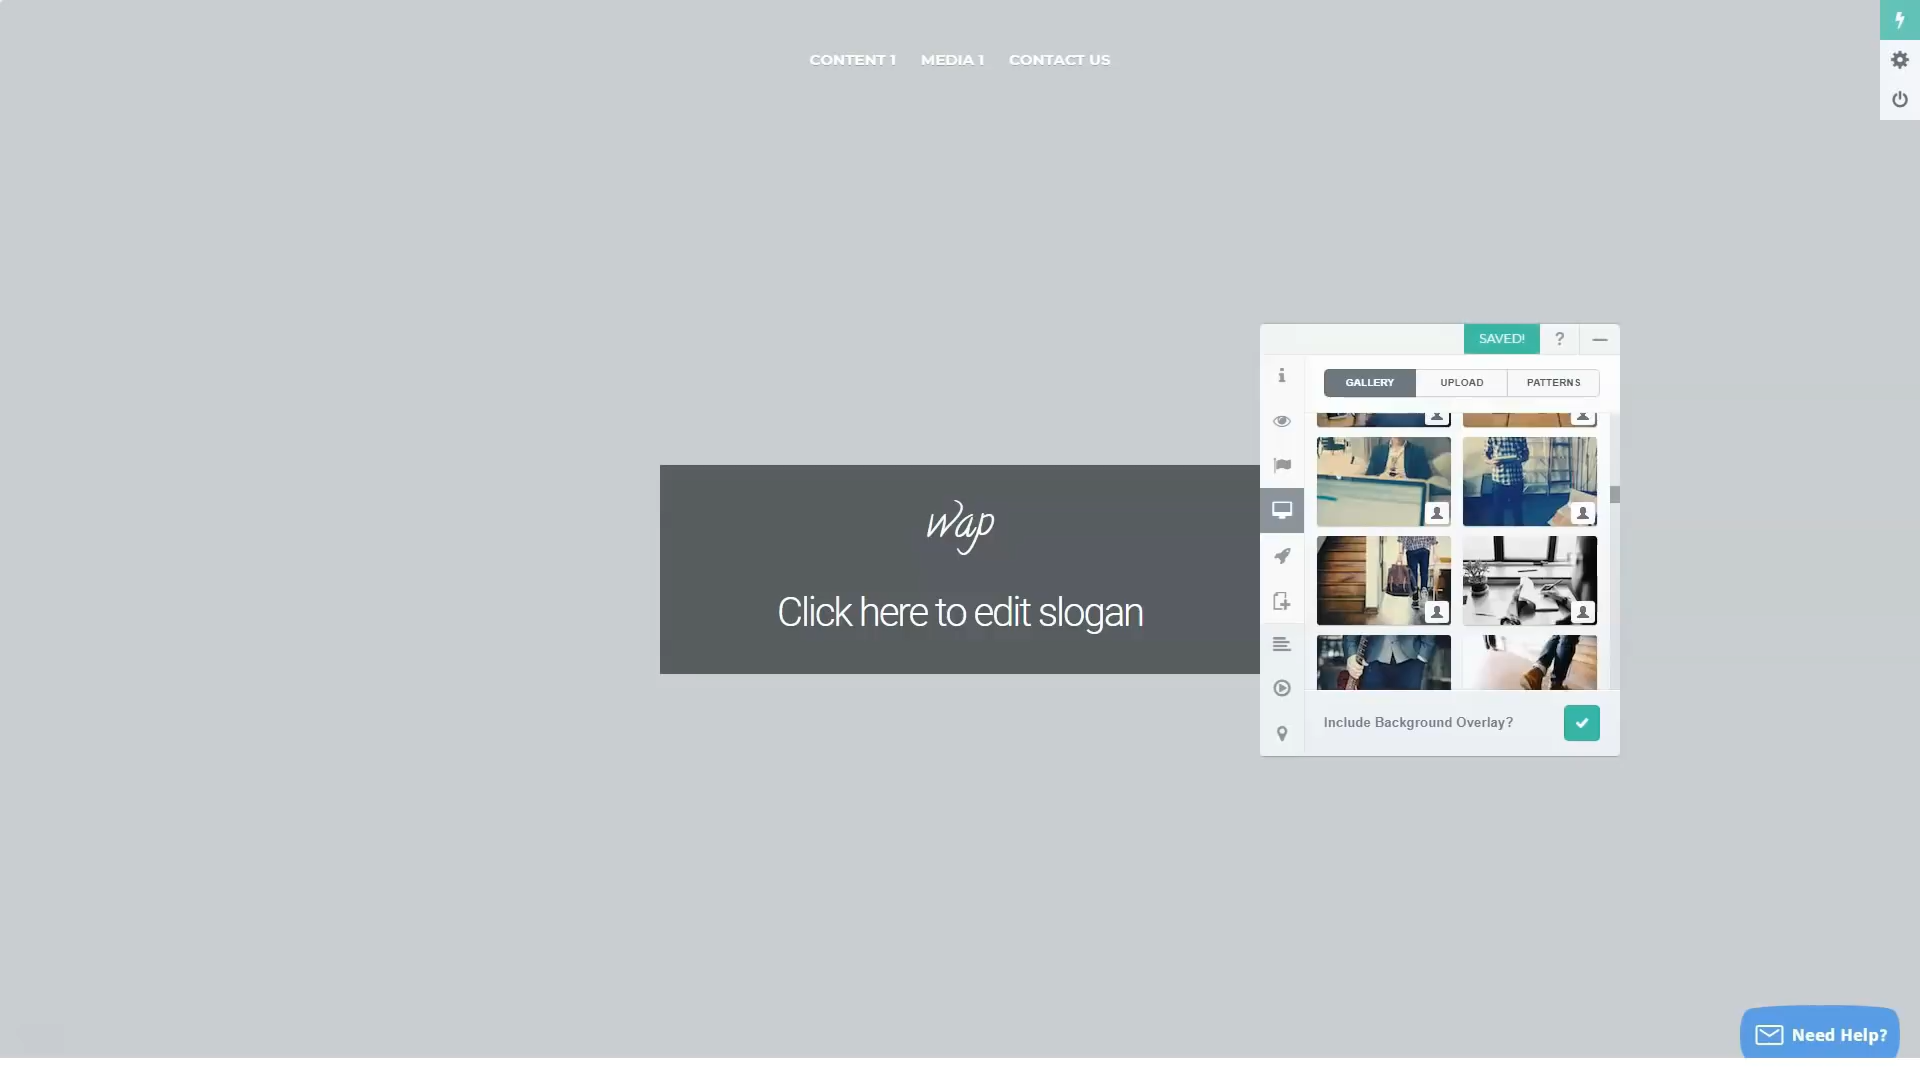 CONTENT 1 MEDIA 1 CONTACT US
SAVED! ?
GALLERY UPLOAD PATTERNS
wap
Click here to edit slogan
Include Background Overlay?
Need Help?